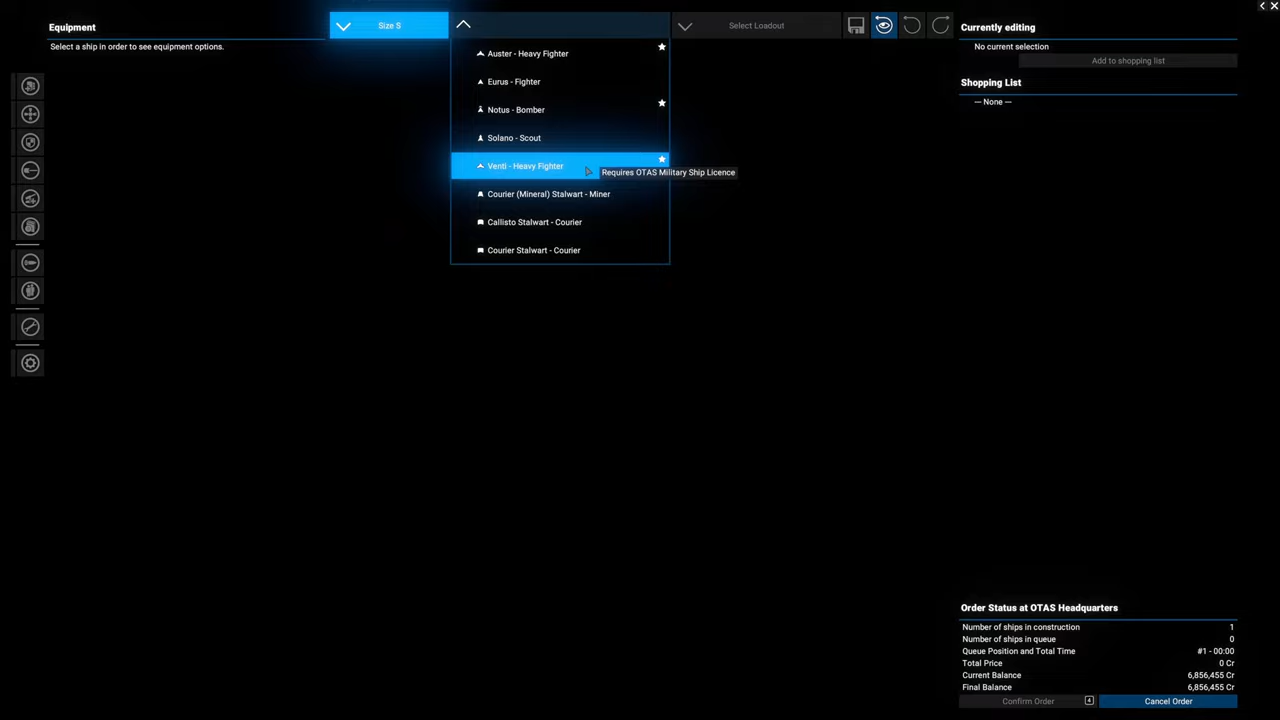 Equipment
Select a ship in order to see equipment options.
Size S
Select Loadout
Auster - Heavy Fighter
Eurus - Fighter
Notus - Bomber
Solano - Scout
Venti - Heavy Fighter
Requires OTAS Military Ship Licence
Courier (Mineral) Stalwart - Miner
Callisto Stalwart - Courier
Courier Stalwart - Courier
Currently editing
No current selection
Add to shopping list
Shopping List
— None —
Order Status at OTAS Headquarters
Number of ships in construction 1
Number of ships in queue 0
Queue Position and Total Time #1 - 00:00
Total Price 0 Cr
Current Balance 6,856,455 Cr
Final Balance 6,856,455 Cr
Confirm Order 4
Cancel Order